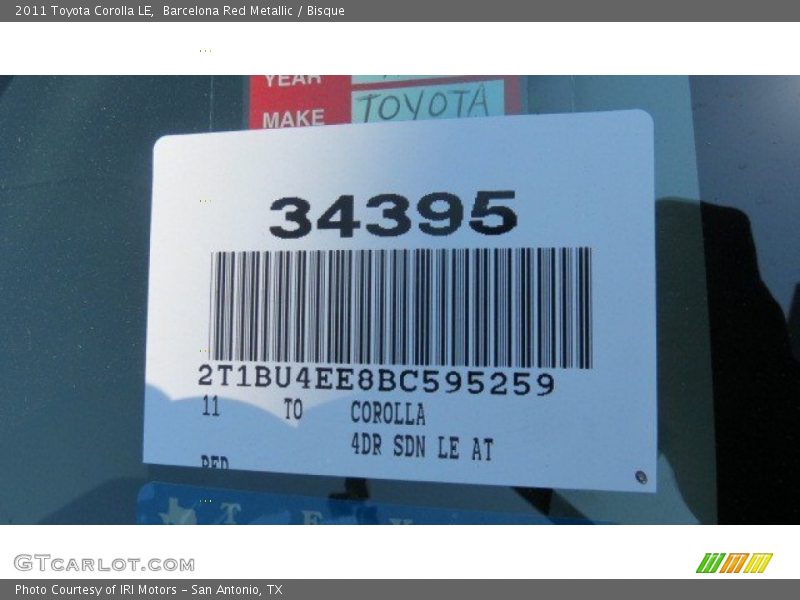 2011 Toyota Corolla LE, Barcelona Red Metallic / Bisque
YEAR
MAKE TOYOTA
34395
2T1BU4EE8BC595259
11 TO COROLLA
4DR SDN LE AT
RED
GTCARLOT.COM
Photo Courtesy of IRI Motors – San Antonio, TX